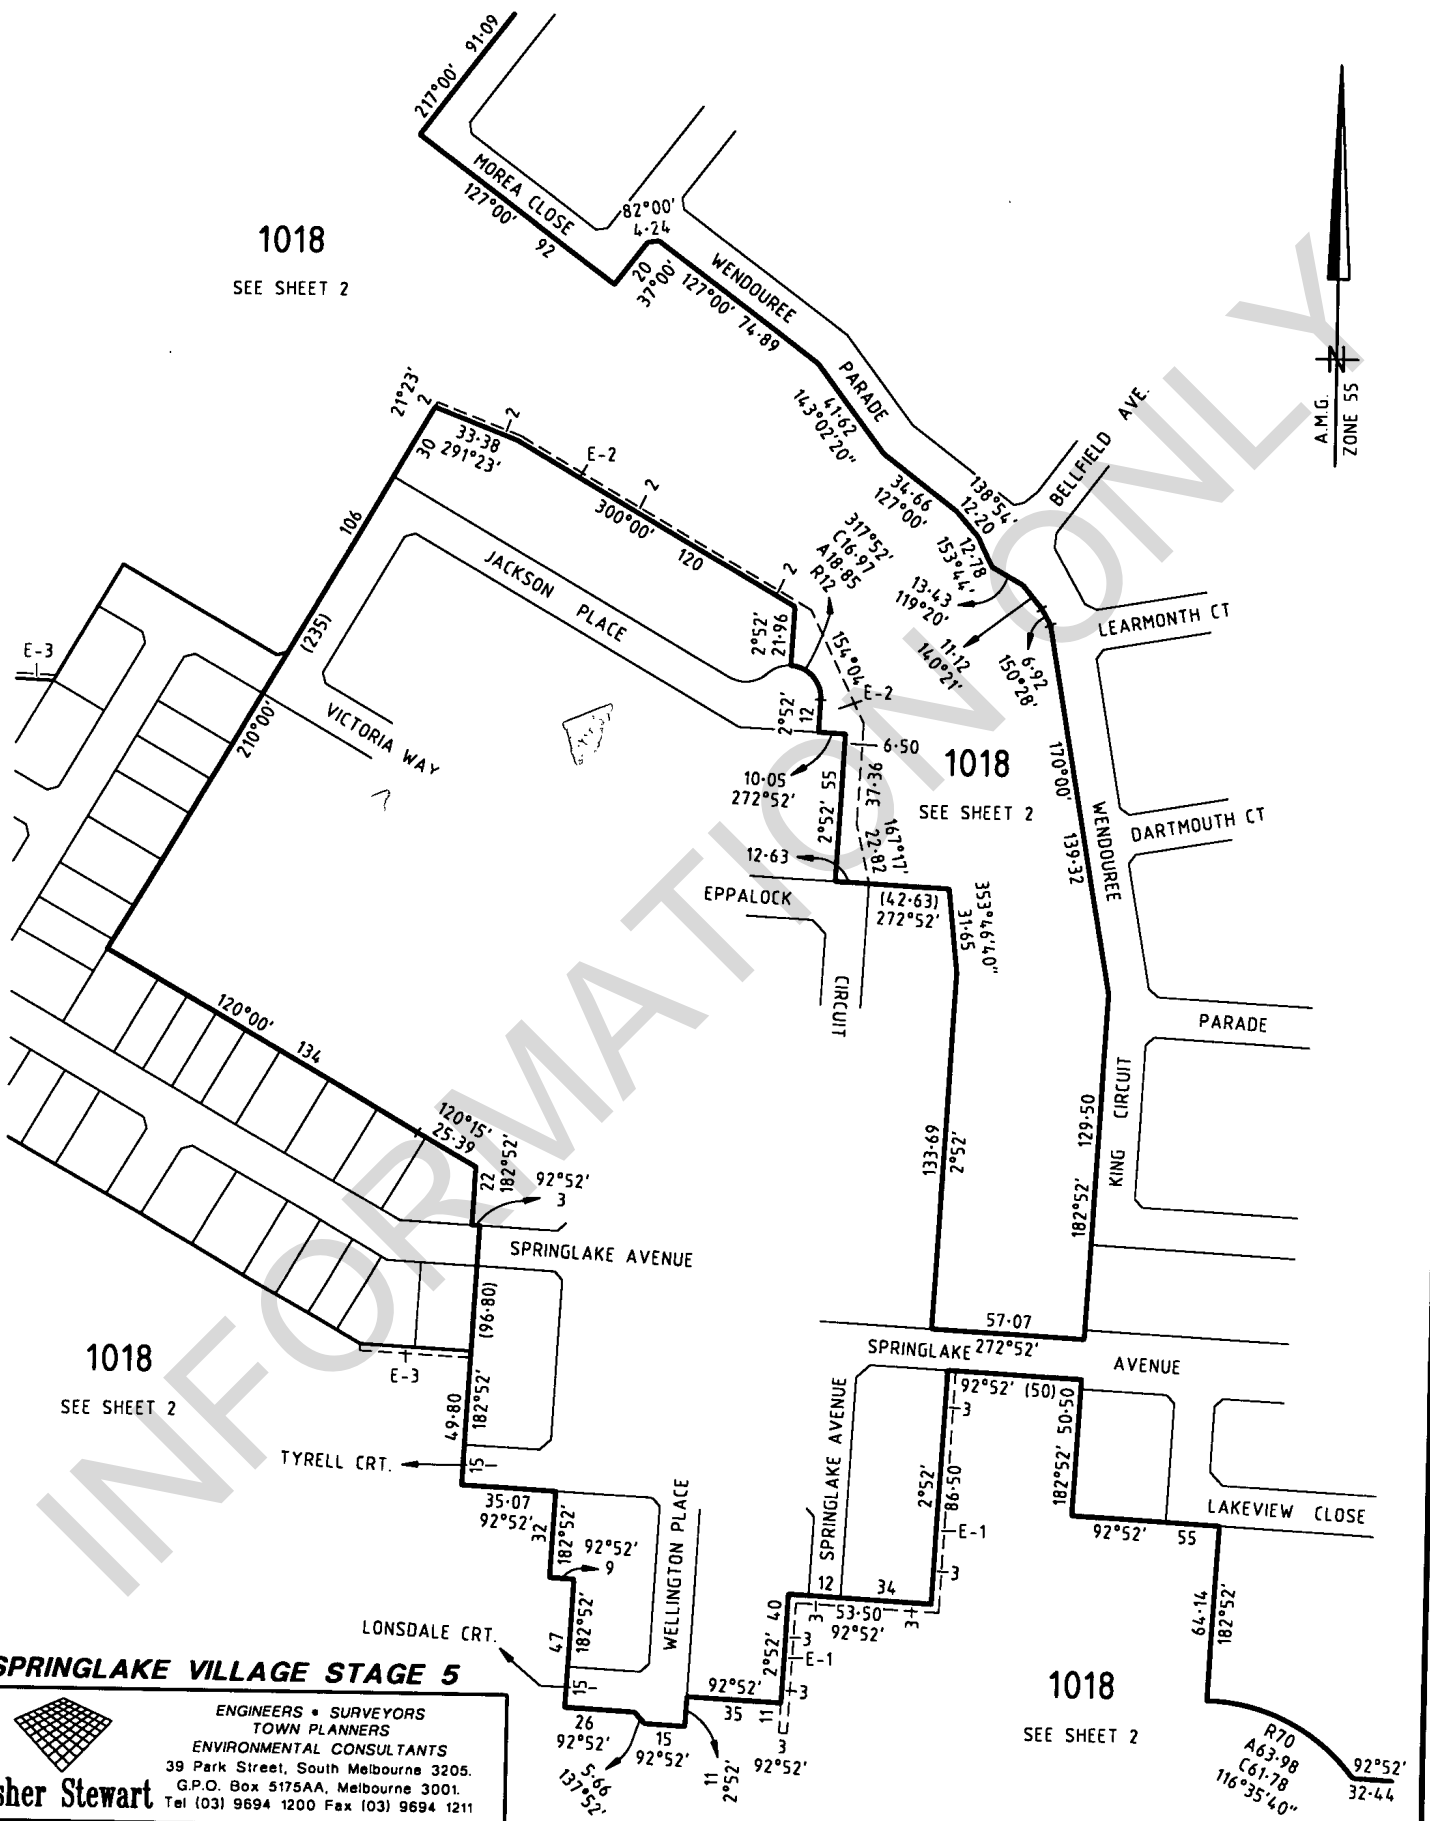 91·09
217°00'
MOREA CLOSE
127°00'
92
82°00'
4·24
20
37°00'
1018
SEE SHEET 2
WENDOUREE
127°00' 74·89
PARADE
41·62
143°02'20"
34·66
127°00'
138°54'
12·20
12·78
153°44'
BELLFIELD AVE.
A.M.G.
ZONE 55
N
21°23'
2
30
33·38
291°23'
2
E-2
2
300°00'
120
2
106
(235)
210°00'
JACKSON PLACE
VICTORIA WAY
E-3
317°52'
C16·97
A18·85
R12
13·43
119°20'
11·12
140°21'
6·92
150°28'
LEARMONTH CT
2°52'
21·96
154°04'
E-2
2°52'
12
6·50
10·05
272°52'
2°52' 55
37·36
167°17'
22·82
12·63
1018
SEE SHEET 2
170°00'
139·32
WENDOUREE
DARTMOUTH CT
EPPALOCK
(42·63)
272°52'
353°46'40"
31·65
CIRCUIT
PARADE
120°00'
134
120°15'
25·39
22
182°52'
92°52'
3
133·69
2°52'
129·50
182°52'
KING CIRCUIT
SPRINGLAKE AVENUE
(96·80)
57·07
272°52'
SPRINGLAKE
AVENUE
1018
SEE SHEET 2
E-3
49·80
182°52'
TYRELL CRT.
15
35·07
92°52'
32
182°52'
92°52'
9
SPRINGLAKE AVENUE
92°52' (50)
3
2°52'
86·50
E-1
3
182°52' 50·50
LAKEVIEW CLOSE
92°52' 55
WELLINGTON PLACE
12
34
3
53·50
92°52'
3
40
2°52'
3
E-1
3
LONSDALE CRT.
47
182°52'
15
26
92°52'
5·66
137°52'
15
92°52'
92°52'
35
11
11
2°52'
3
92°52'
64·14
182°52'
1018
SEE SHEET 2
R70
A63·98
C61·78
116°35'40"
92°52'
32·44
SPRINGLAKE VILLAGE STAGE 5
ENGINEERS • SURVEYORS
TOWN PLANNERS
ENVIRONMENTAL CONSULTANTS
39 Park Street, South Melbourne 3205.
G.P.O. Box 5175AA, Melbourne 3001.
Tel (03) 9694 1200 Fax (03) 9694 1211
sher Stewart
INFORMATION ONLY